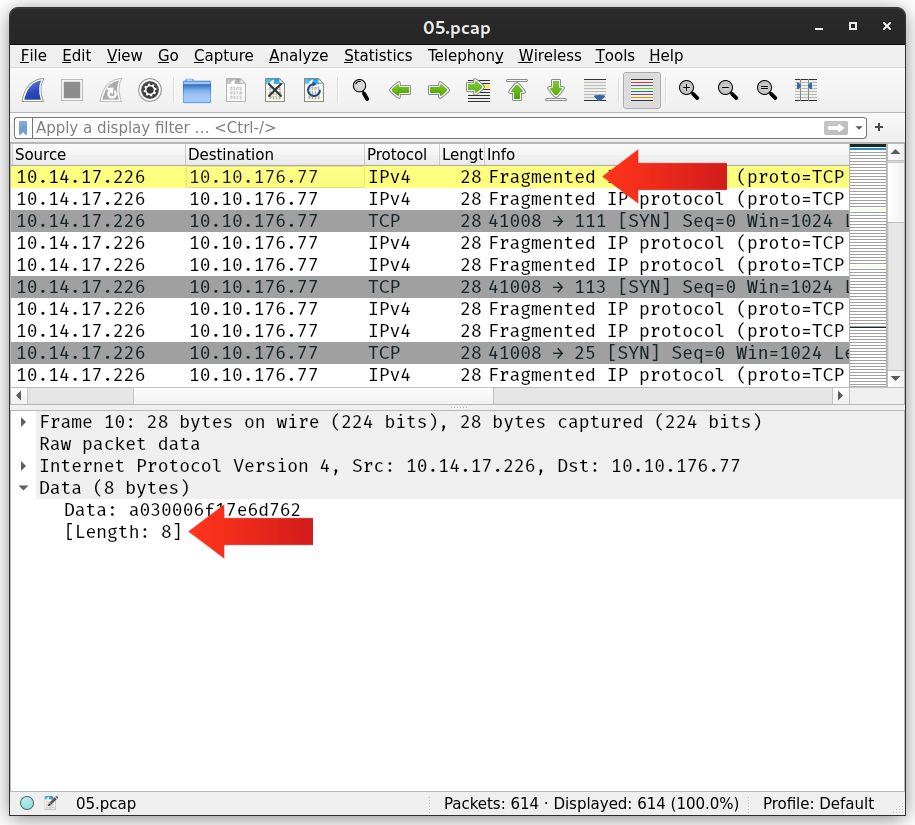 05.pcap
File Edit View Go Capture Analyze Statistics Telephony Wireless Tools Help
Apply a display filter … <Ctrl-/>
Source Destination Protocol Lengt Info
10.14.17.226 10.10.176.77 IPv4 28 Fragmented (proto=TCP
10.14.17.226 10.10.176.77 IPv4 28 Fragmented IP protocol (proto=TCP
10.14.17.226 10.10.176.77 TCP 28 41008 → 111 [SYN] Seq=0 Win=1024 L
10.14.17.226 10.10.176.77 IPv4 28 Fragmented IP protocol (proto=TCP
10.14.17.226 10.10.176.77 IPv4 28 Fragmented IP protocol (proto=TCP
10.14.17.226 10.10.176.77 TCP 28 41008 → 113 [SYN] Seq=0 Win=1024 L
10.14.17.226 10.10.176.77 IPv4 28 Fragmented IP protocol (proto=TCP
10.14.17.226 10.10.176.77 IPv4 28 Fragmented IP protocol (proto=TCP
10.14.17.226 10.10.176.77 TCP 28 41008 → 25 [SYN] Seq=0 Win=1024 Le
10.14.17.226 10.10.176.77 IPv4 28 Fragmented IP protocol (proto=TCP
Frame 10: 28 bytes on wire (224 bits), 28 bytes captured (224 bits)
Raw packet data
Internet Protocol Version 4, Src: 10.14.17.226, Dst: 10.10.176.77
Data (8 bytes)
Data: a030006f17e6d762
[Length: 8]
05.pcap Packets: 614 · Displayed: 614 (100.0%) Profile: Default